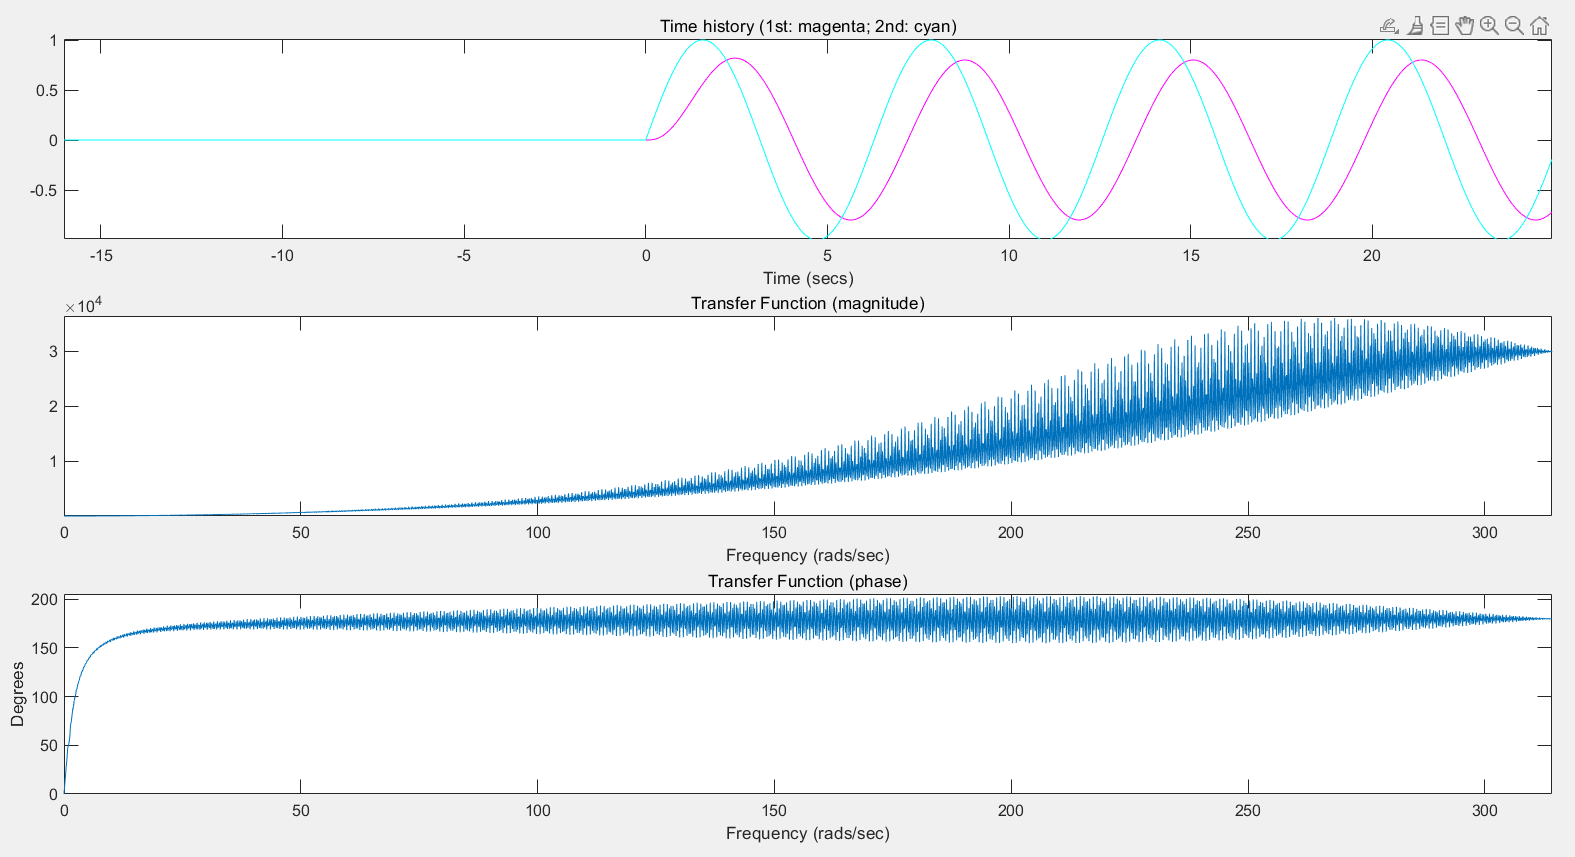 Time history (1st: magenta; 2nd: cyan)
1
0.5
0
-0.5
-15 -10 -5 0 5 10 15 20
Time (secs)
Transfer Function (magnitude)
×10^4
3
2
1
0 50 100 150 200 250 300
Frequency (rads/sec)
Transfer Function (phase)
200
150
100
50
0
Degrees
0 50 100 150 200 250 300
Frequency (rads/sec)